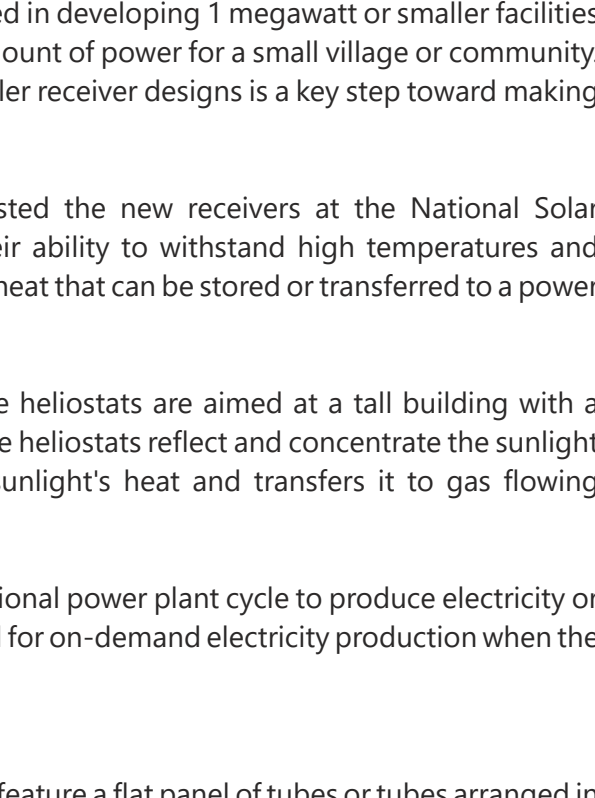 ed in developing 1 megawatt or smaller facilities
ount of power for a small village or community.
ler receiver designs is a key step toward making
sted the new receivers at the National Solar
eir ability to withstand high temperatures and
heat that can be stored or transferred to a power
e heliostats are aimed at a tall building with a
e heliostats reflect and concentrate the sunlight
sunlight's heat and transfers it to gas flowing
ional power plant cycle to produce electricity or
for on-demand electricity production when the
feature a flat panel of tubes or tubes arranged in